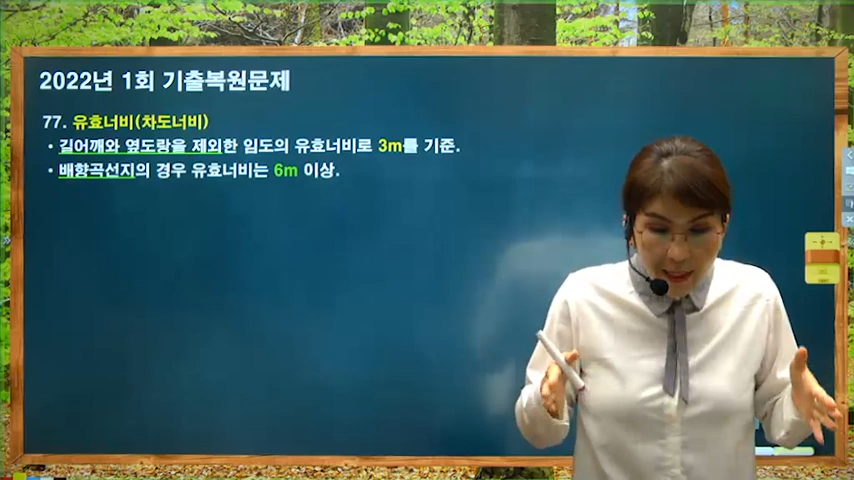 2022년 1회 기출복원문제
77. 유효너비(차도너비)
• 길어깨와 옆도랑을 제외한 임도의 유효너비로 3m를 기준.
• 배향곡선지의 경우 유효너비는 6m 이상.